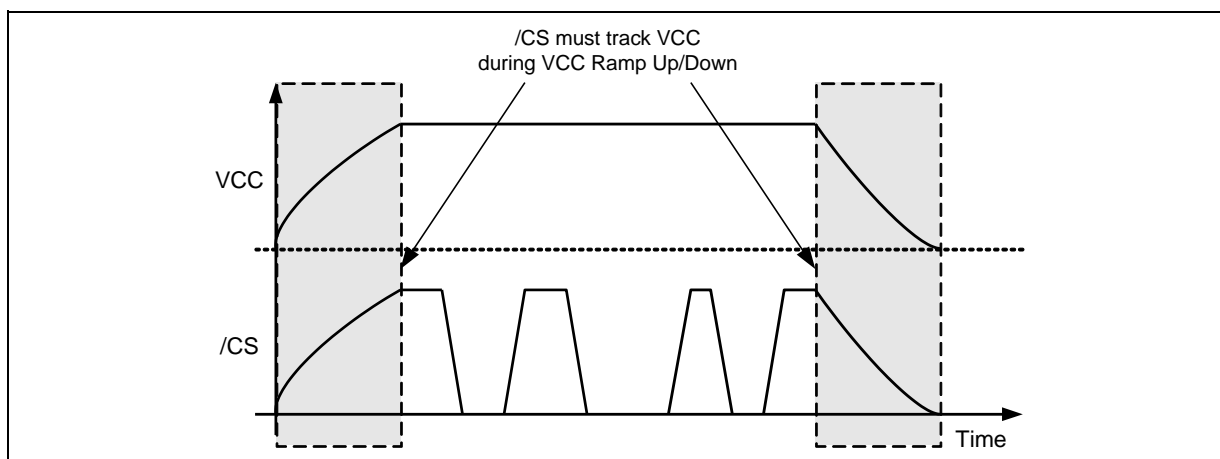 /CS must track VCC
during VCC Ramp Up/Down
VCC
/CS
Time